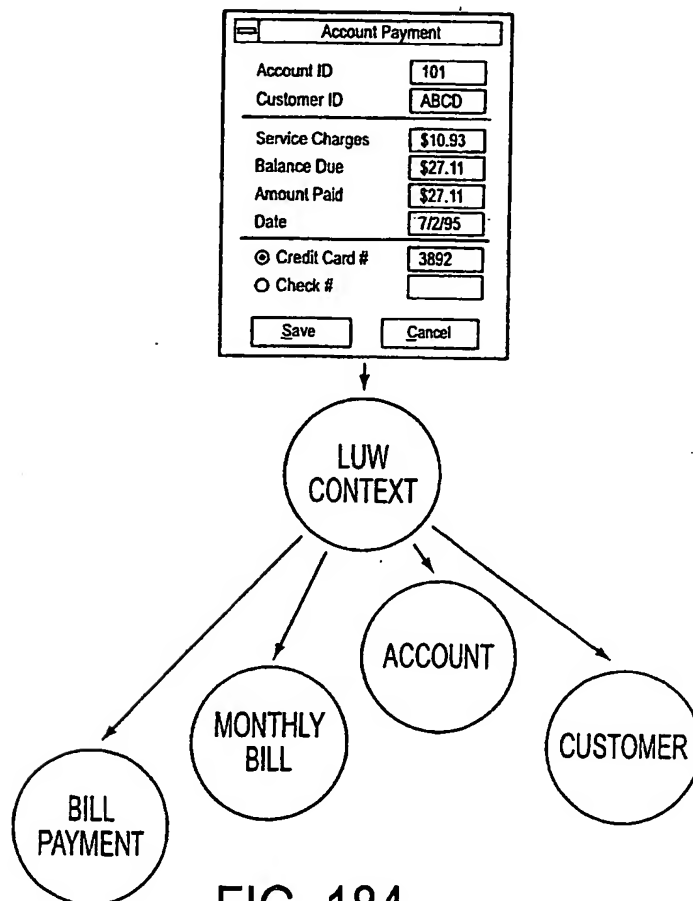 Account Payment
Account ID 101
Customer ID ABCD
Service Charges $10.93
Balance Due $27.11
Amount Paid $27.11
Date 7/2/95
Credit Card # 3892
Check #
Save Cancel
LUW
CONTEXT
ACCOUNT
MONTHLY
BILL
CUSTOMER
BILL
PAYMENT
FIG. 184